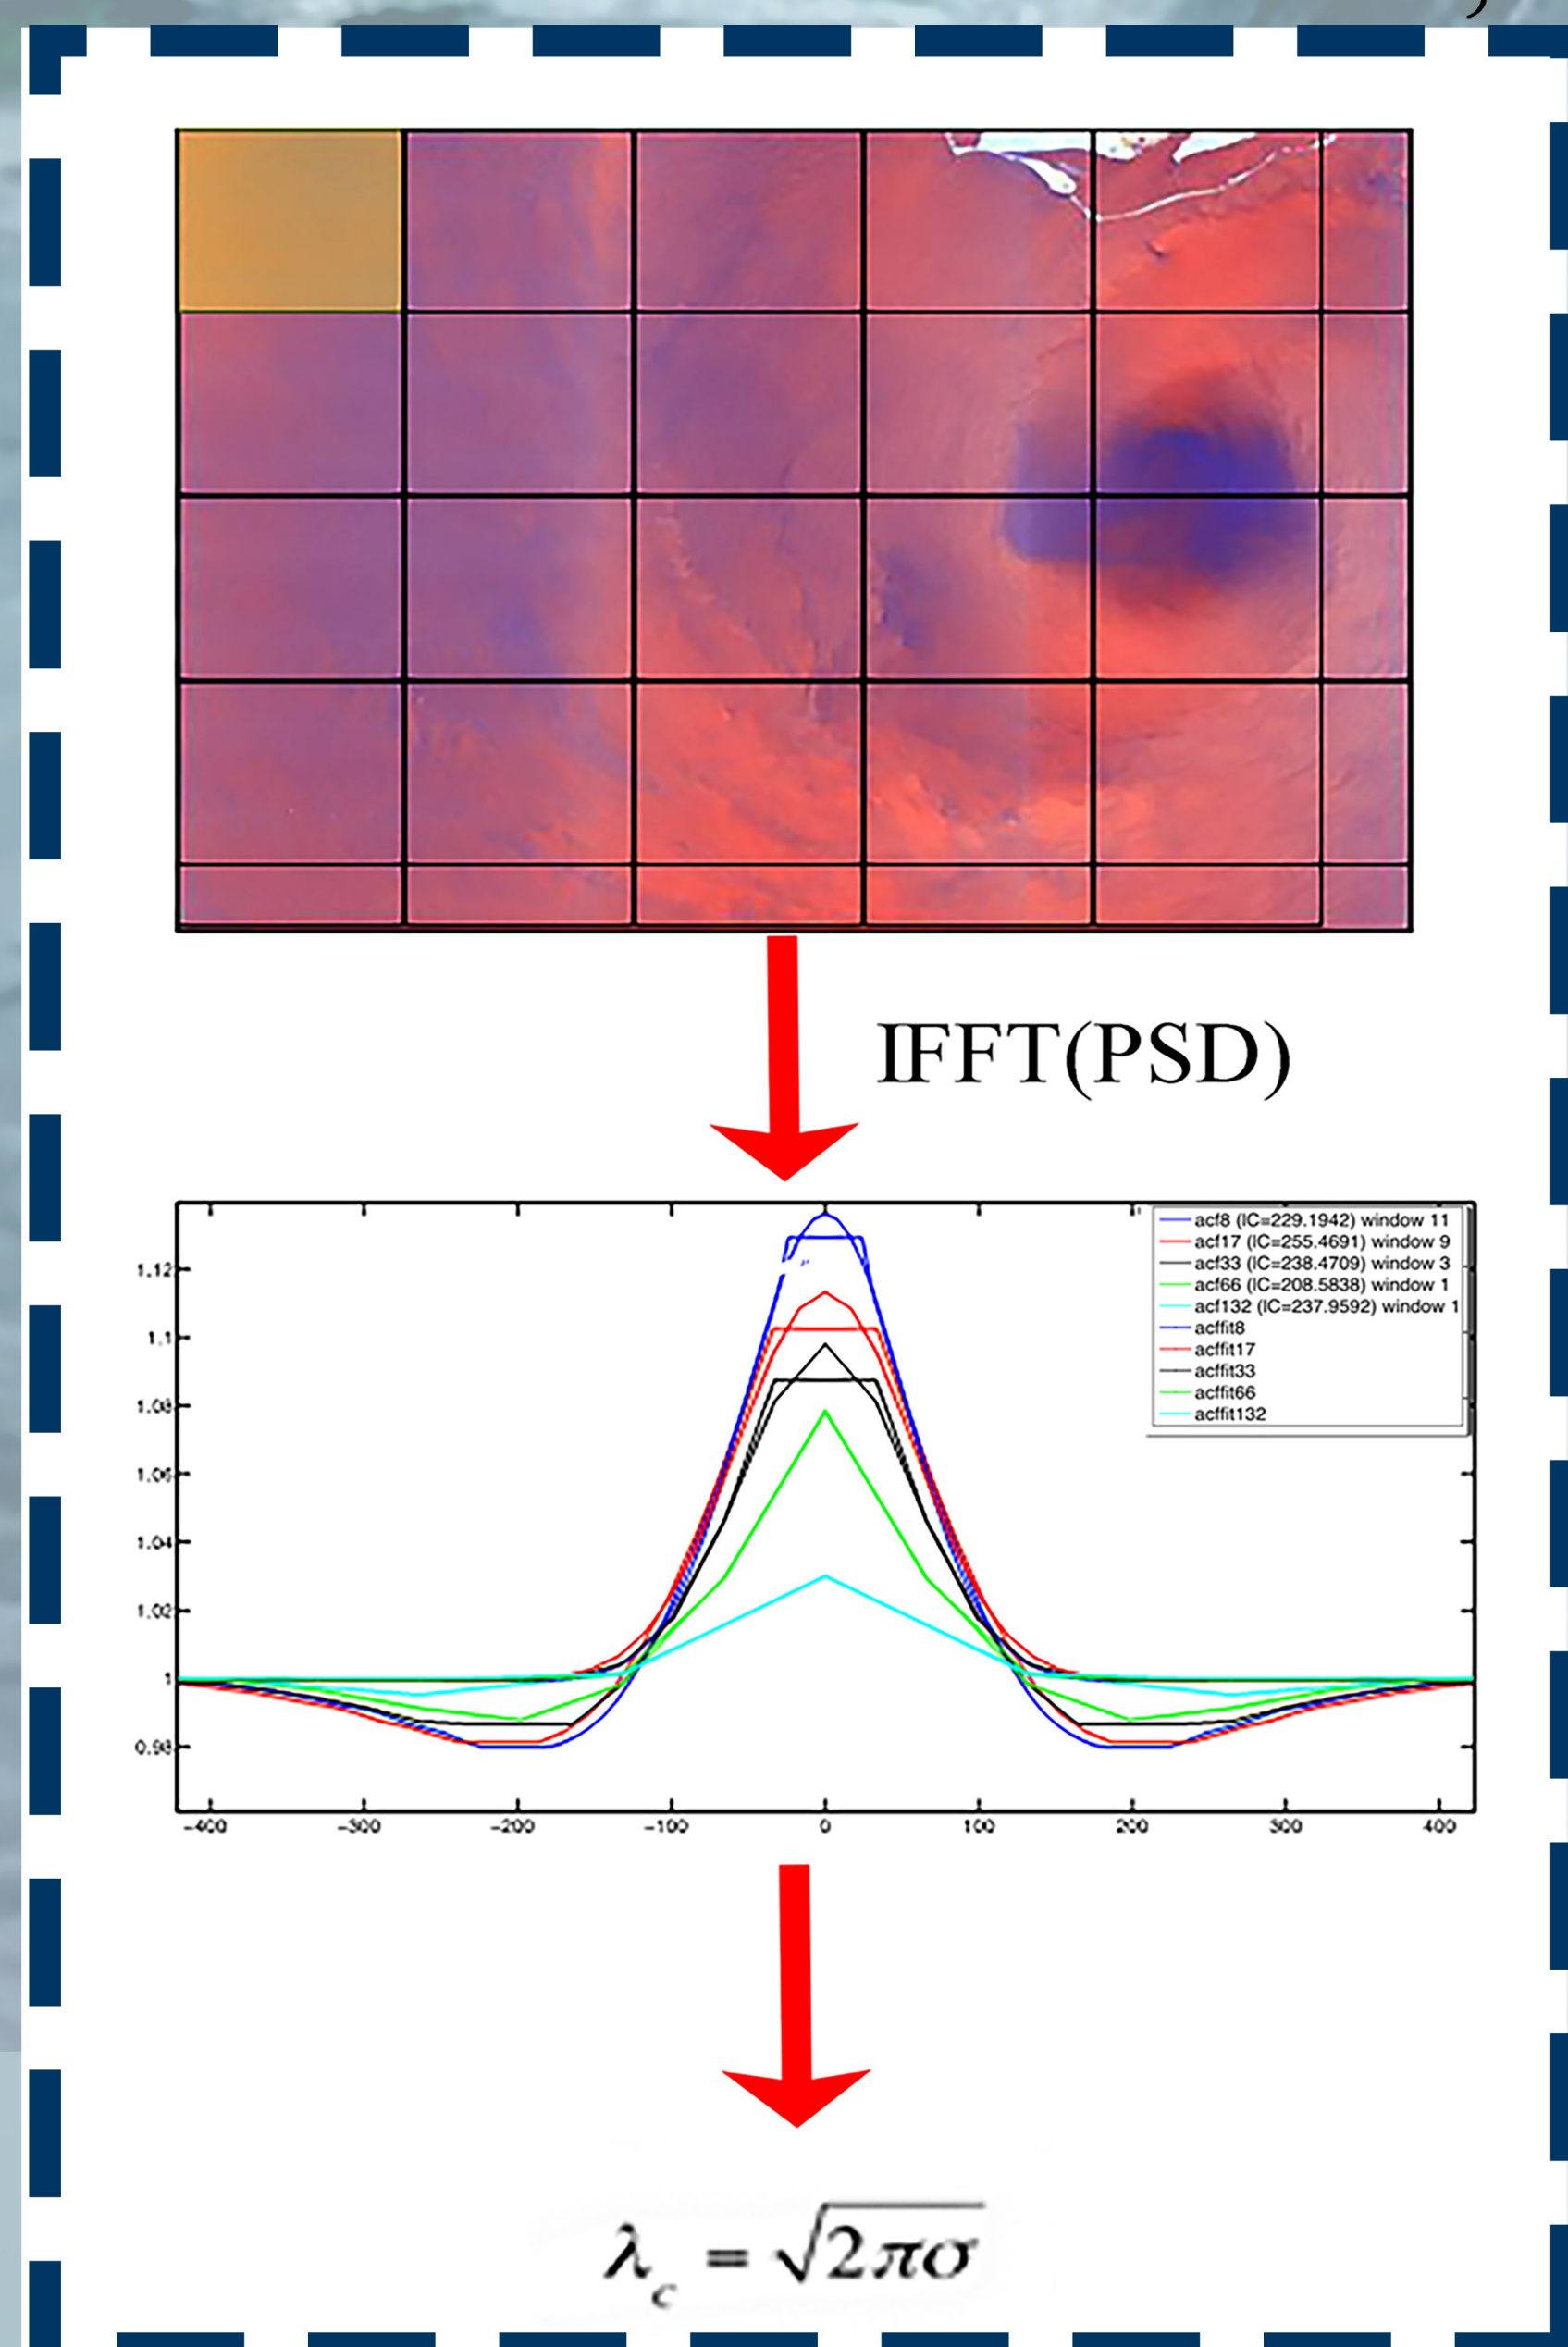 IFFT(PSD)
acf8 (IC=229.1942) window 11
acf17 (IC=255.4691) window 9
acf33 (IC=238.4709) window 3
acf66 (IC=208.5838) window 1
acf132 (IC=237.9592) window 1
acffit8
acffit17
acffit33
acffit66
acffit132
1.12
1.1
1.08
1.06
1.04
1.02
1
0.98
-400 -300 -200 -100 0 100 200 300 400
λc = √2πσ